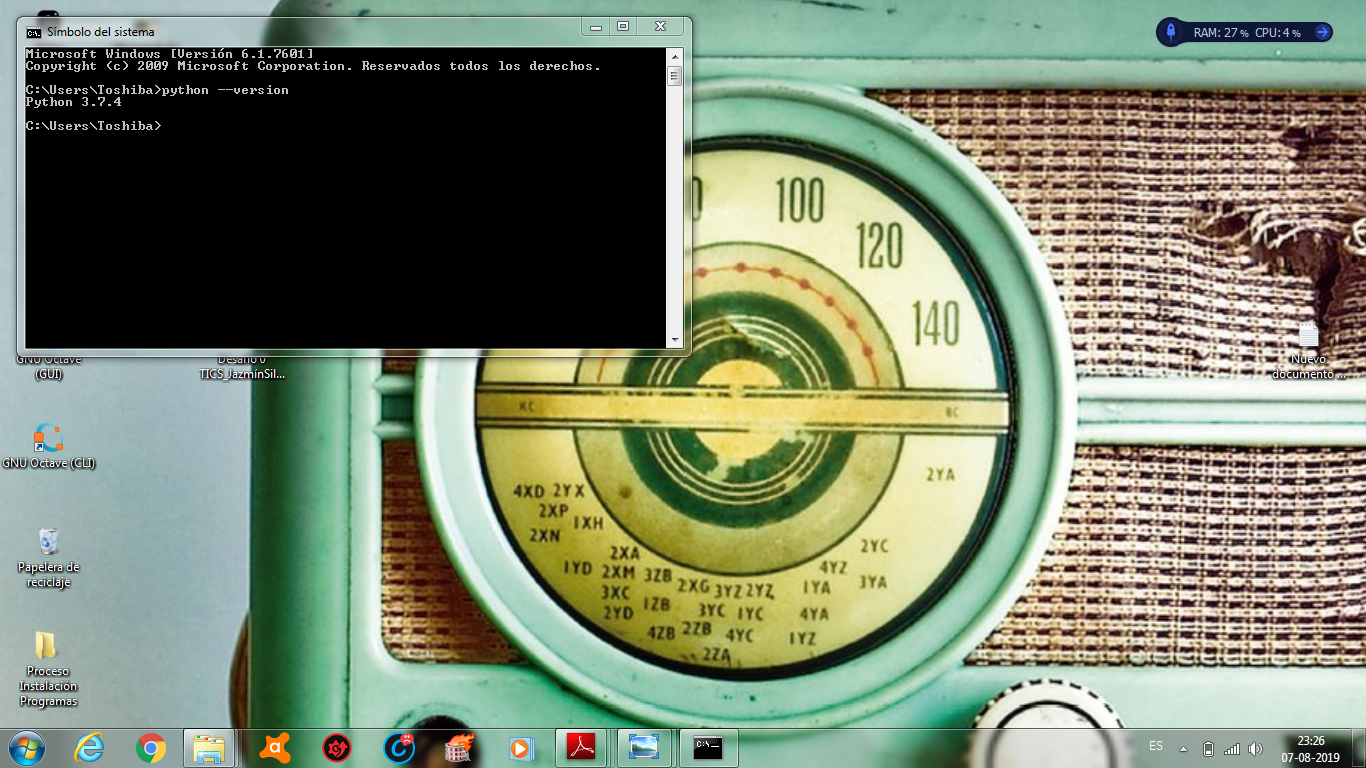 Símbolo del sistema
Microsoft Windows [Versión 6.1.7601]
Copyright (c) 2009 Microsoft Corporation. Reservados todos los derechos.
C:\Users\Toshiba>python --version
Python 3.7.4
C:\Users\Toshiba>
RAM: 27 % CPU: 4 %
100
120
140
GNU Octave
(GUI)
Desafío 0
TICS_JazmínSil...
Nuevo
documento ...
KC
GNU Octave (CLI)
2YA
4XD 2YX
2XP
1XH
2XN
2XA
2YC
1YD 2XM 3ZB
4YZ
3YA
3XC
2XG 3YZ 2YZ
1YA
2YD
1ZB
3YC 1YC
4YA
4ZB 2ZB
4YC
1YZ
2ZA
Papelera de
reciclaje
Proceso
Instalación
Programas
C:\_
ES
23:26
07-08-2019